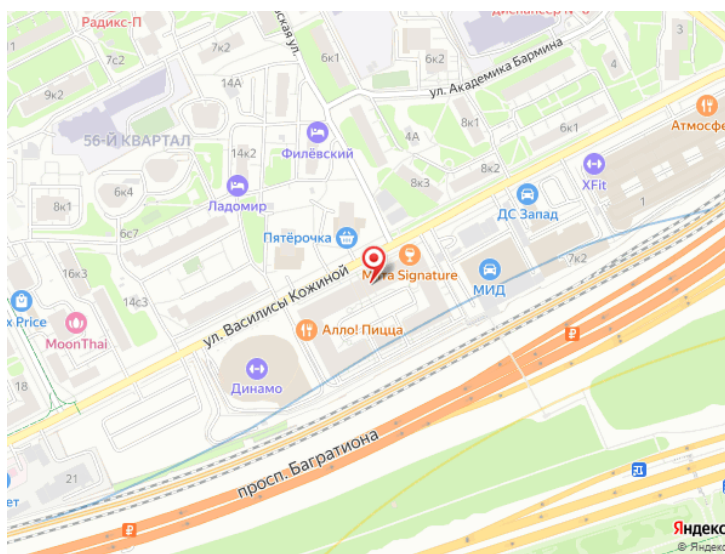 Радикс-П
7с2
9к2
14А
6к1
6к2
ул. Академика Бармина
3
4
Атмосфе
56-Й КВАРТАЛ
14к2
Филёвский
4А
8к1
6к1
8к2
XFit
8к1
6к4
Ладомир
8к3
ДС Запад
1
6с7
Пятёрочка
7к2
16к3
14с3
ул. Василисы Кожиной
Signature
МИД
x Price
MoonThai
Алло! Пицца
18
Динамо
просп. Багратиона
21
ет
Яндекс
© Яндекс